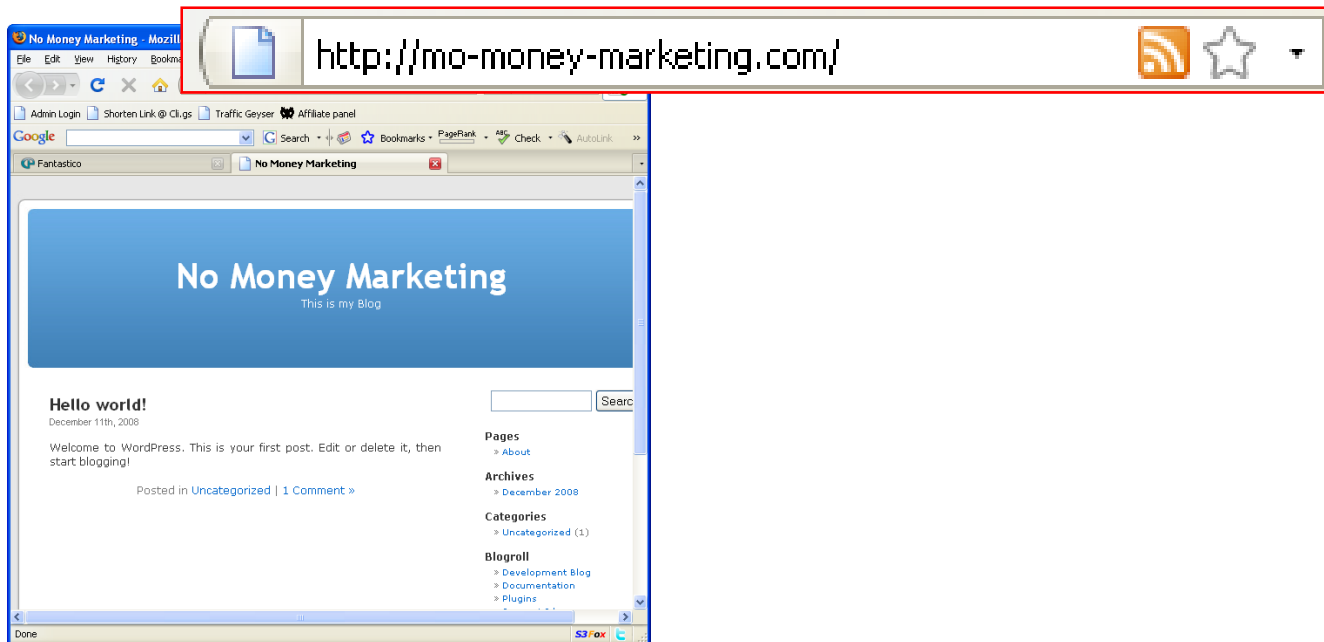 No Money Marketing - Mozill
http://mo-money-marketing.com/
File Edit View History Bookma
Admin Login Shorten Link @ Cli.gs Traffic Geyser Affiliate panel
Google Search Bookmarks PageRank ABC Check AutoLink »
Fantastico No Money Marketing
No Money Marketing
This is my Blog
Hello world!
December 11th, 2008
Welcome to WordPress. This is your first post. Edit or delete it, then
start blogging!
Posted in Uncategorized | 1 Comment »
Searc
Pages
» About
Archives
» December 2008
Categories
» Uncategorized (1)
Blogroll
» Development Blog
» Documentation
» Plugins
Done S3Fox